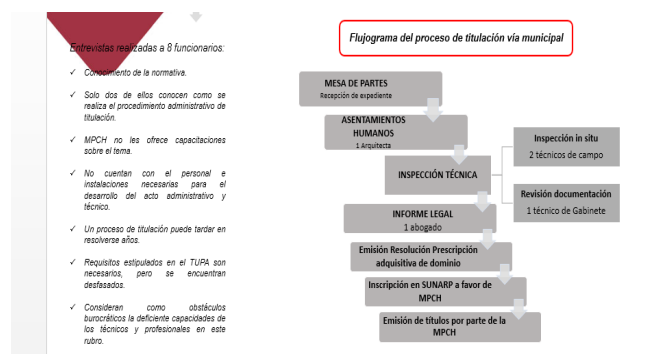 Entrevistas realizadas a 8 funcionarios:
✓ Conocimiento de la normativa.
✓ Solo dos de ellos conocen como se
realiza el procedimiento administrativo de
titulación.
✓ MPCH no les ofrece capacitaciones
sobre el tema.
✓ No cuentan con el personal e
instalaciones necesarias para el
desarrollo del acto administrativo y
técnico.
✓ Un proceso de titulación puede tardar en
resolverse años.
✓ Requisitos estipulados en el TUPA son
necesarios, pero se encuentran
desfasados.
✓ Consideran como obstáculos
burocráticos la deficiente capacidades de
los técnicos y profesionales en este
rubro.
Flujograma del proceso de titulación vía municipal
MESA DE PARTES
Recepción de expediente
ASENTAMIENTOS
HUMANOS
1 Arquitecta
INSPECCIÓN TÉCNICA
Inspección in situ
2 técnicos de campo
Revisión documentación
1 técnico de Gabinete
INFORME LEGAL
1 abogado
Emisión Resolución Prescripción
adquisitiva de dominio
Inscripción en SUNARP a favor de
MPCH
Emisión de títulos por parte de la
MPCH